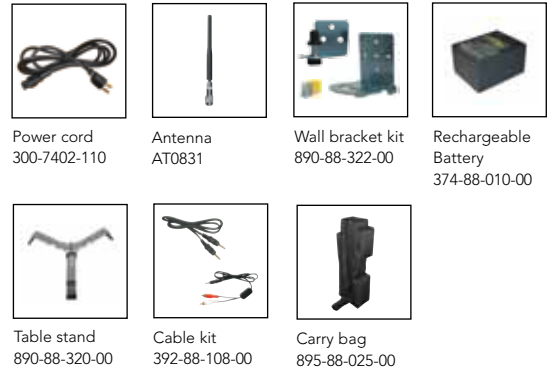 Power cord
300-7402-110
Antenna
AT0831
Wall bracket kit
890-88-322-00
Rechargeable
Battery
374-88-010-00
Table stand
890-88-320-00
Cable kit
392-88-108-00
Carry bag
895-88-025-00